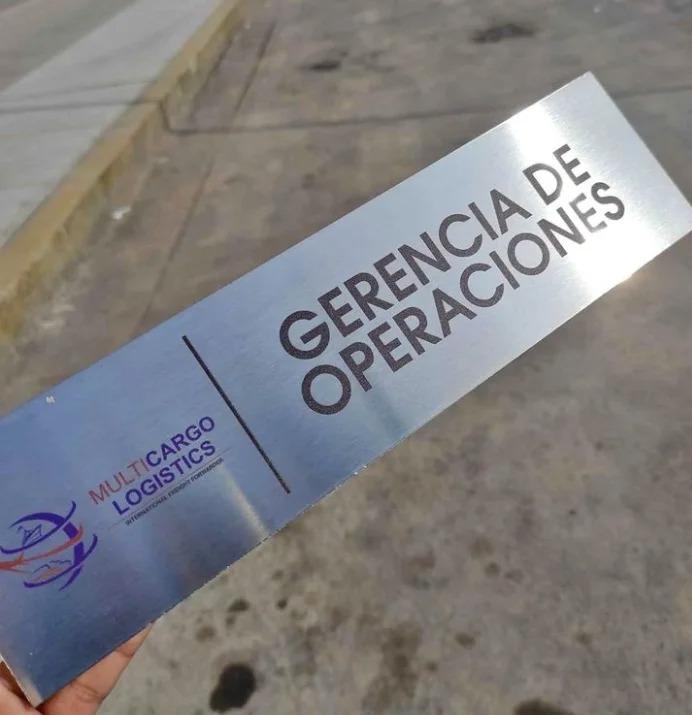 MULTICARGO
LOGISTICS
INTERNATIONAL FREIGHT FORWARDER
GERENCIA DE
OPERACIONES